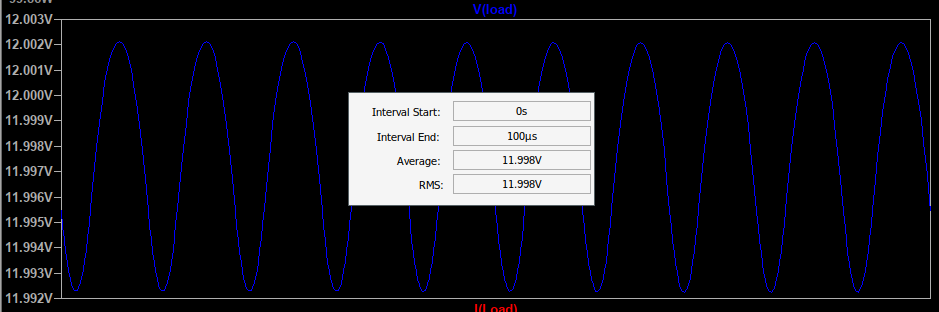 V(load)
12.003V
12.002V
12.001V
12.000V
11.999V
11.998V
11.997V
11.996V
11.995V
11.994V
11.993V
11.992V
Interval Start: 0s
Interval End: 100µs
Average: 11.998V
RMS: 11.998V
I(Load)